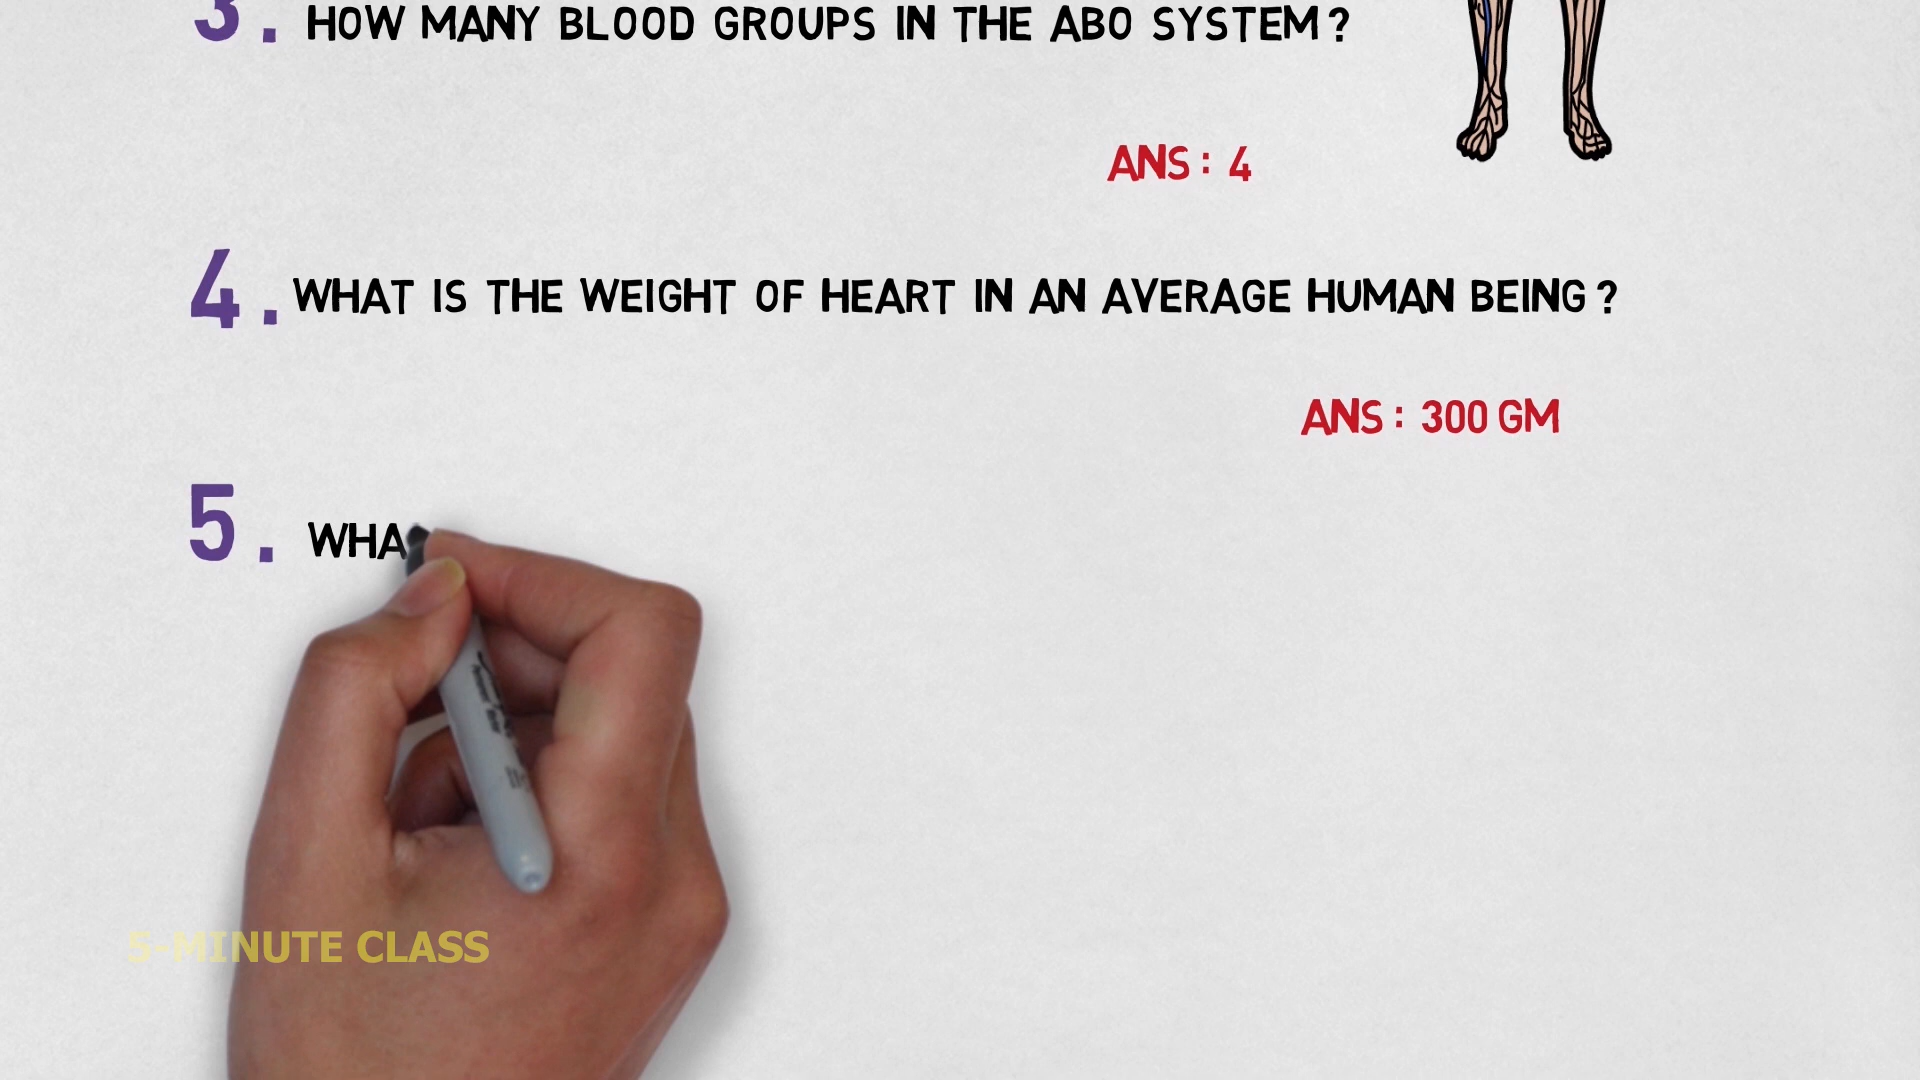 3. HOW MANY BLOOD GROUPS IN THE ABO SYSTEM?
ANS: 4
4. WHAT IS THE WEIGHT OF HEART IN AN AVERAGE HUMAN BEING?
ANS: 300 GM
5. WHA
5-MINUTE CLASS